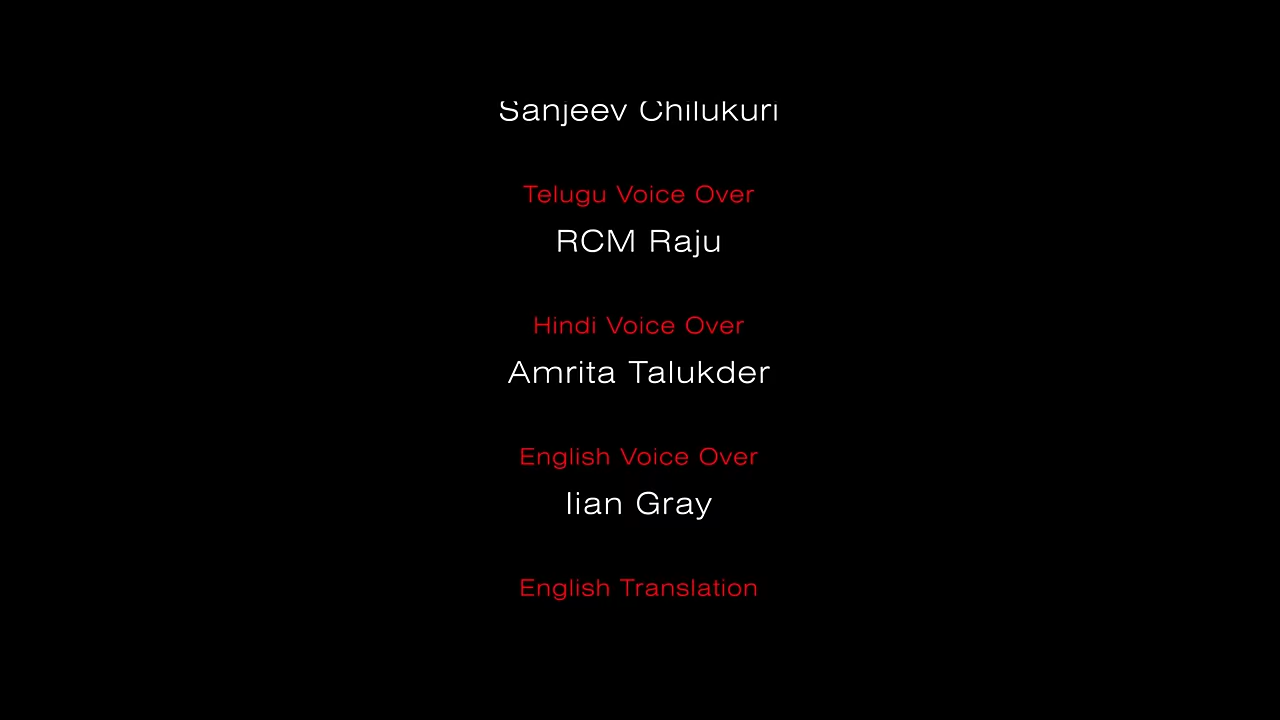 Sanjeev Chilukuri
Telugu Voice Over
RCM Raju
Hindi Voice Over
Amrita Talukder
English Voice Over
Iian Gray
English Translation